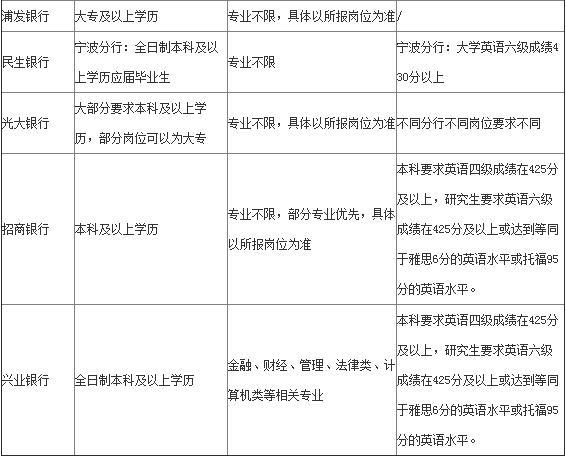 浦发银行
大专及以上学历
专业不限，具体以所报岗位为准
/
民生银行
宁波分行：全日制本科及以
上学历应届毕业生
专业不限
宁波分行：大学英语六级成绩4
30分以上
光大银行
大部分要求本科及以上学
历，部分岗位可以为大专
专业不限，具体以所报岗位为准
不同分行不同岗位要求不同
招商银行
本科及以上学历
专业不限，部分专业优先，具体
以所报岗位为准
本科要求英语四级成绩在425分
及以上，研究生要求英语六级
成绩在425分及以上或达到等同
于雅思6分的英语水平或托福95
分的英语水平。
兴业银行
全日制本科及以上学历
金融、财经、管理、法律类、计
算机类等相关专业
本科要求英语四级成绩在425分
及以上，研究生要求英语六级
成绩在425分及以上或达到等同
于雅思6分的英语水平或托福95
分的英语水平。